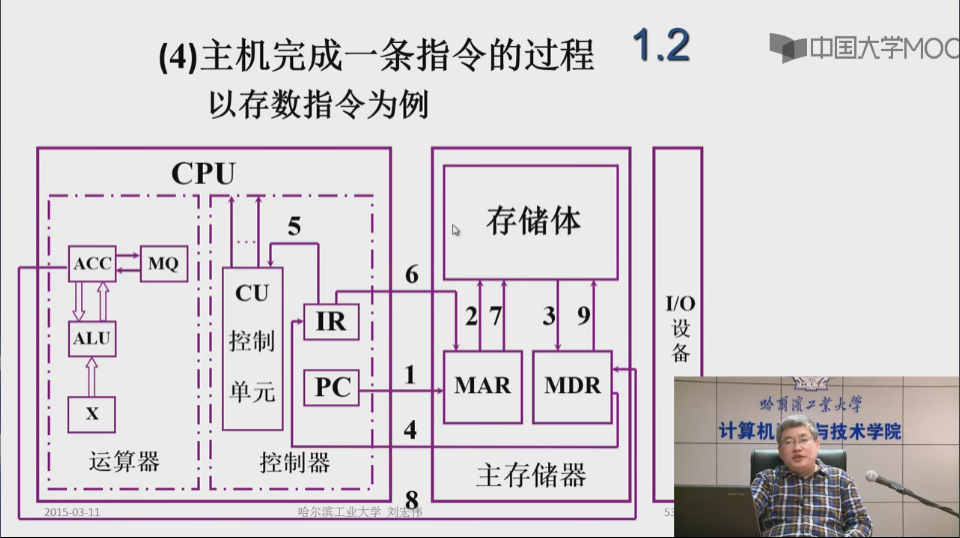 (4)主机完成一条指令的过程
1.2
中国大学MOO
以存数指令为例
CPU
5
ACC
MQ
ALU
X
运算器
…
CU
控制
单元
IR
PC
控制器
6
1
4
8
存储体
2
7
3
9
MAR
MDR
主存储器
I/O
设
备
哈尔滨工业大学
计算机
与技术学院
2015-03-11
哈尔滨工业大学 刘宏伟